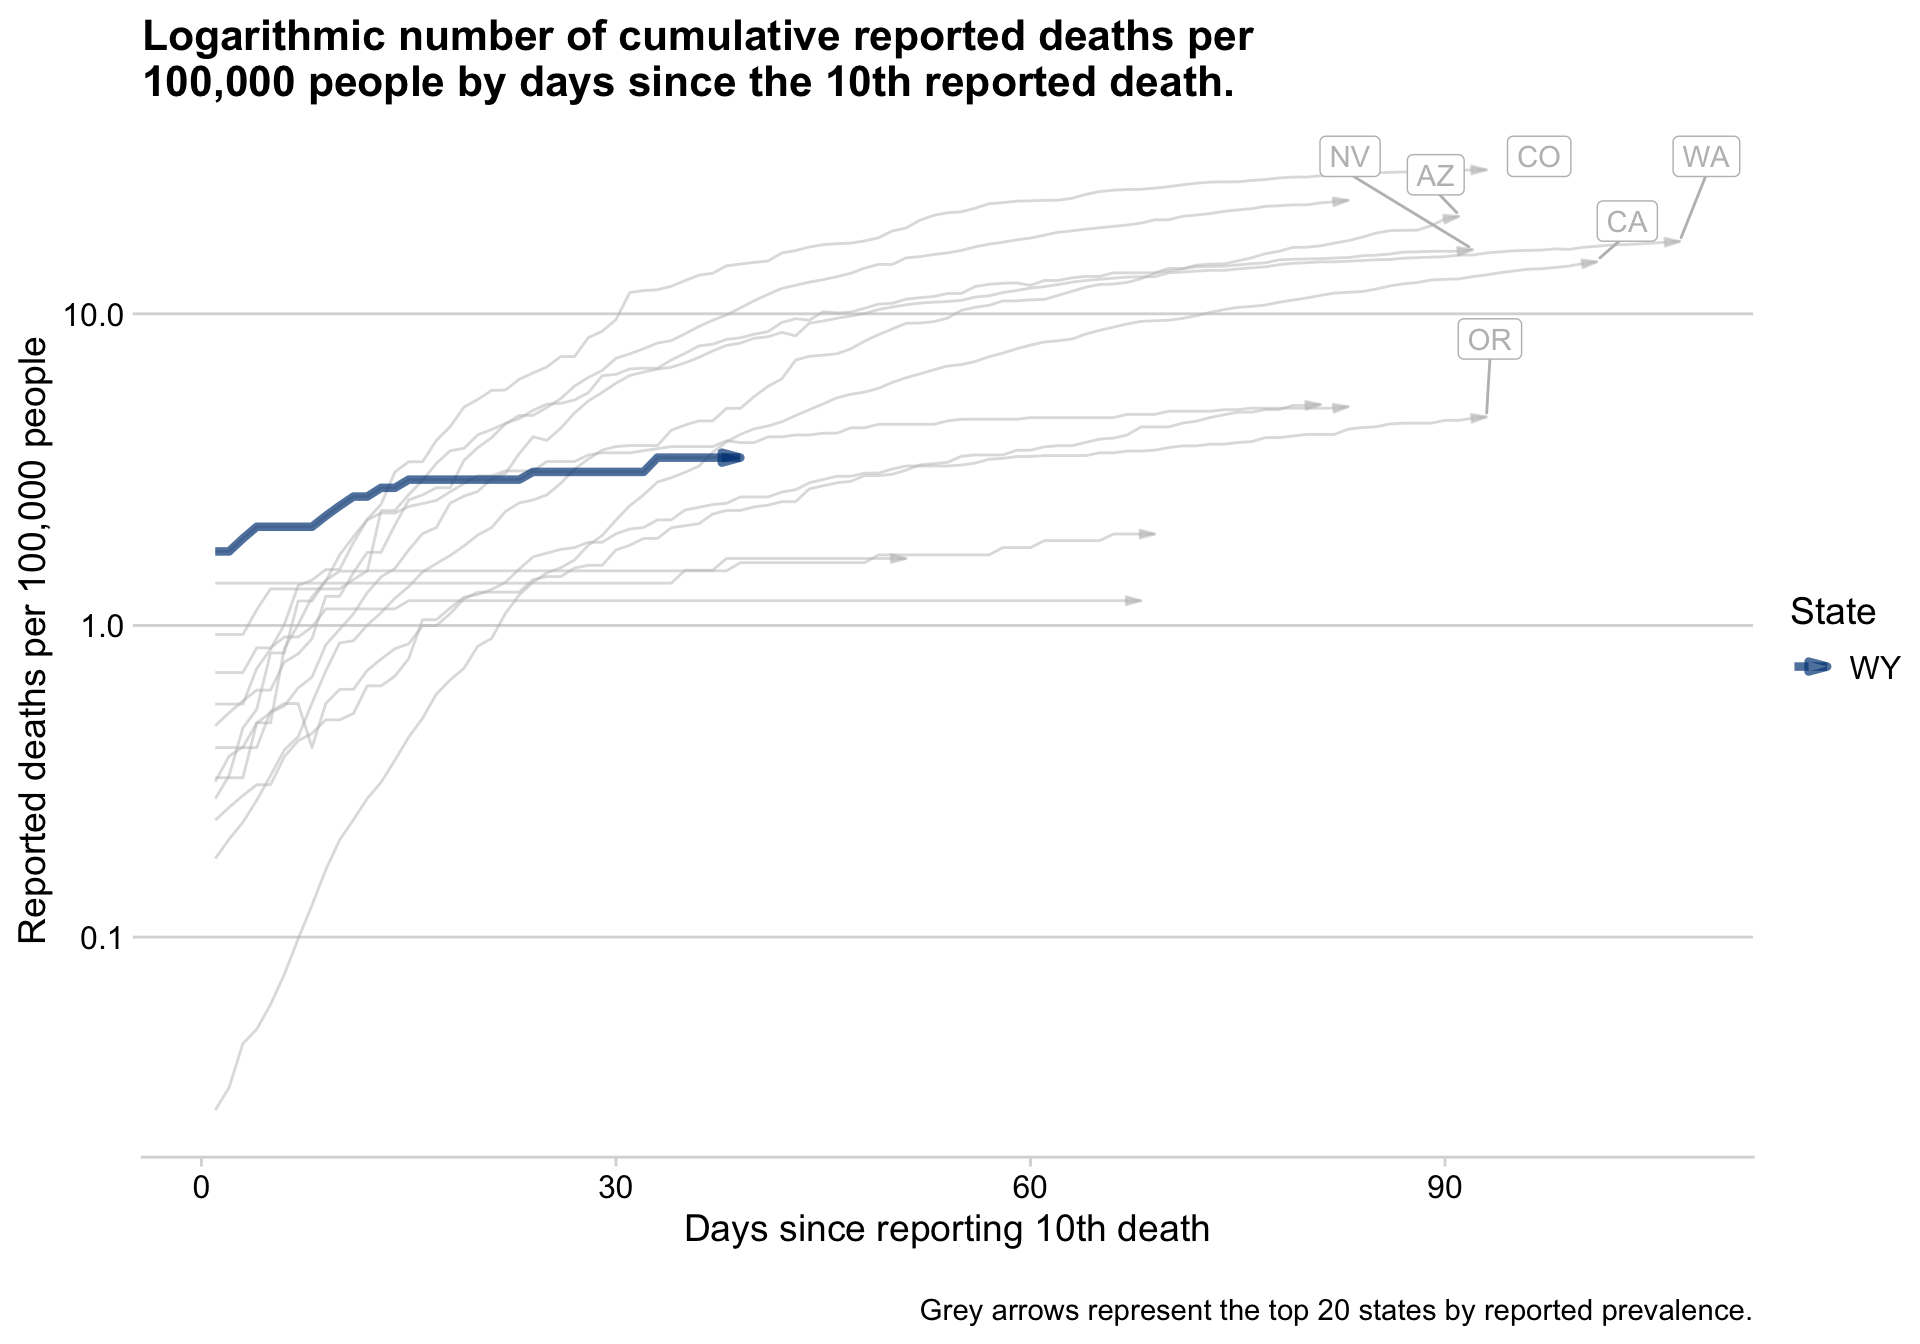 Logarithmic number of cumulative reported deaths per
100,000 people by days since the 10th reported death.
NV
AZ
CO
WA
CA
OR
10.0
1.0
0.1
Reported deaths per 100,000 people
0
30
60
90
Days since reporting 10th death
State
WY
Grey arrows represent the top 20 states by reported prevalence.